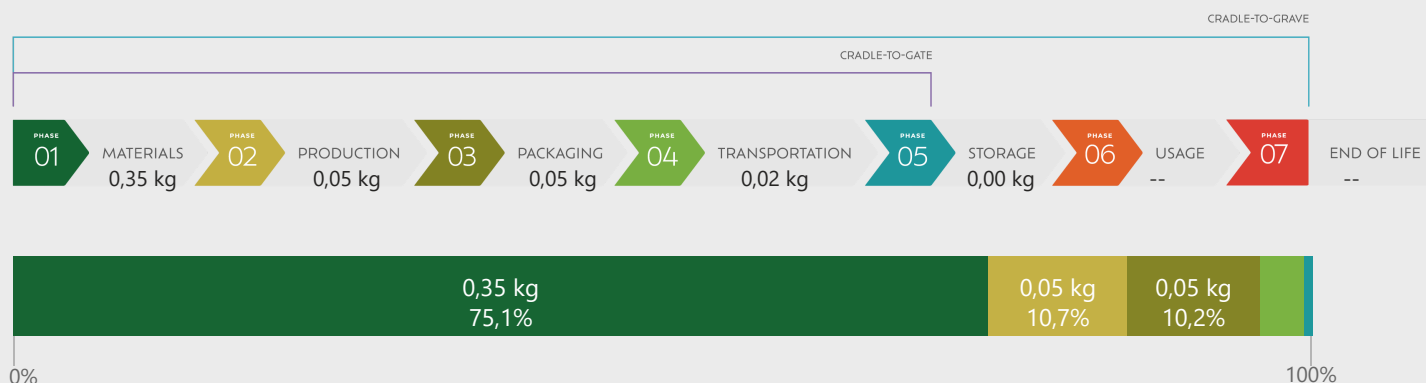 CRADLE-TO-GRAVE
CRADLE-TO-GATE
PHASE
01
MATERIALS
0,35 kg
PHASE
02
PRODUCTION
0,05 kg
PHASE
03
PACKAGING
0,05 kg
PHASE
04
TRANSPORTATION
0,02 kg
PHASE
05
STORAGE
0,00 kg
PHASE
06
USAGE
--
PHASE
07
END OF LIFE
--
0,35 kg
75,1%
0,05 kg
10,7%
0,05 kg
10,2%
0%
100%